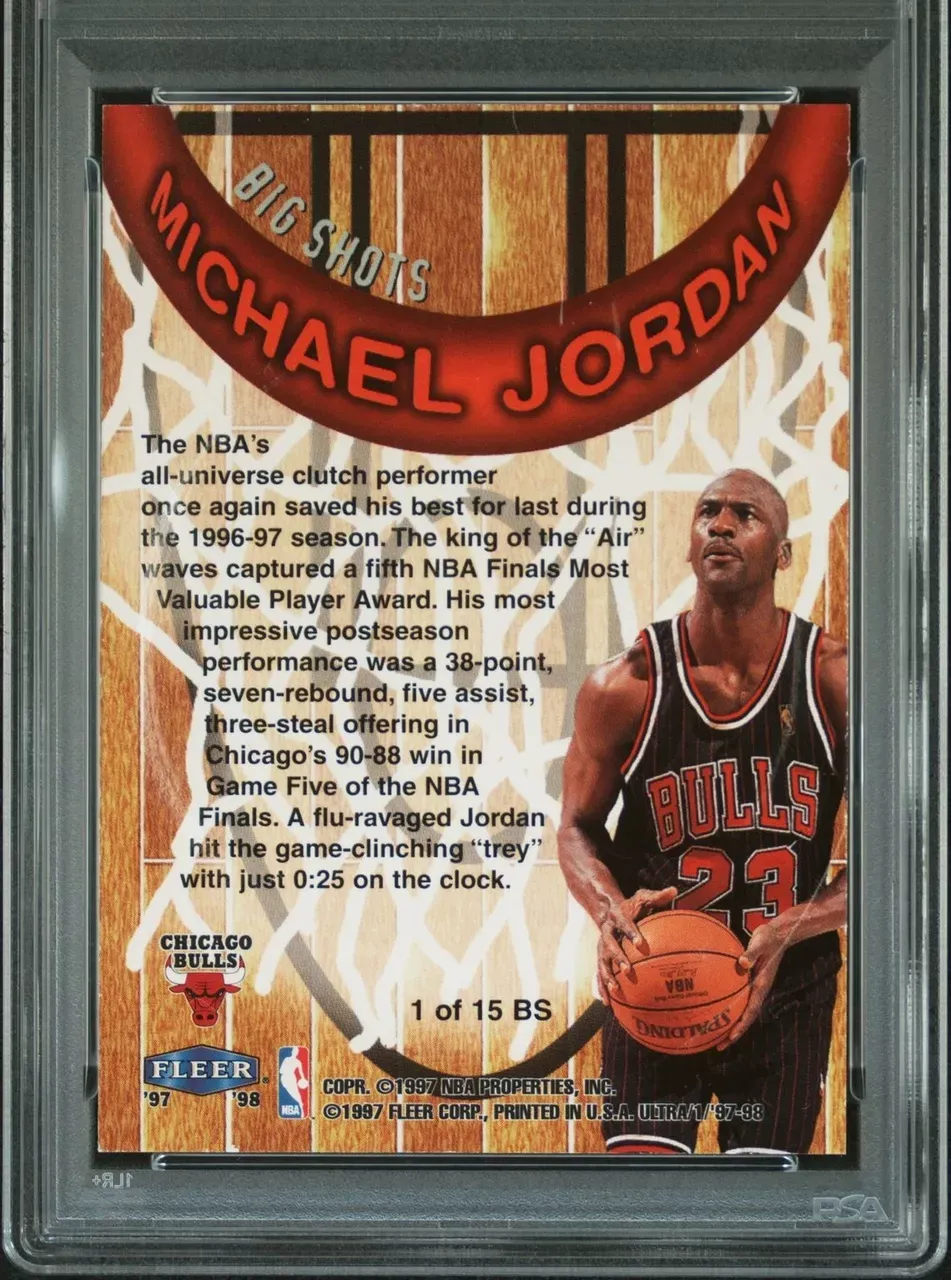 BIG SHOTS
MICHAEL JORDAN
The NBA's
all-universe clutch performer
once again saved his best for last during
the 1996-97 season. The king of the “Air”
waves captured a fifth NBA Finals Most
Valuable Player Award. His most
impressive postseason
performance was a 38-point,
seven-rebound, five assist,
three-steal offering in
Chicago's 90-88 win in
Game Five of the NBA
Finals. A flu-ravaged Jordan
hit the game-clinching “trey”
with just 0:25 on the clock.
BULLS
23
NBA
SPALDING
CHICAGO
BULLS
1 of 15 BS
FLEER
'97 '98
NBA
COPR. ©1997 NBA PROPERTIES, INC.
©1997 FLEER CORP., PRINTED IN U.S.A. ULTRA/1/'97-98
1LR+
PSA